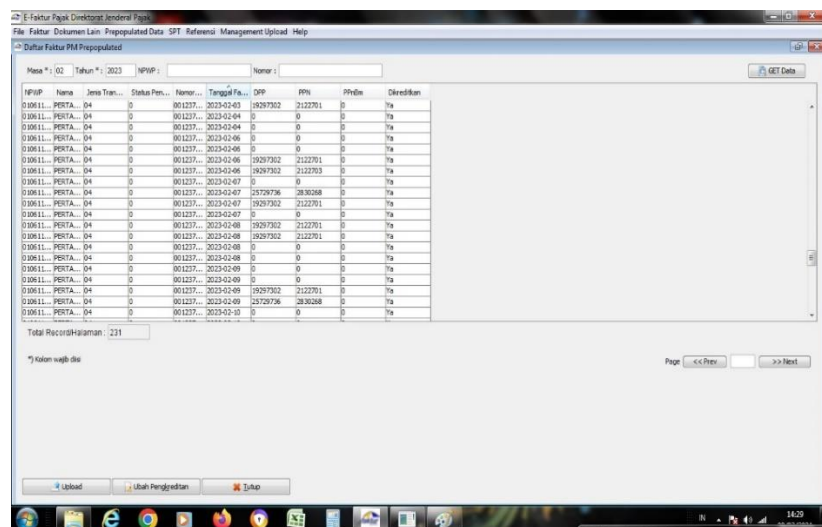 E-Faktur Pajak Direktorat Jenderal Pajak
File Faktur Dokumen Lain Prepopulated Data SPT Referensi Management Upload Help
Daftar Faktur PM Prepopulated
Masa * : 02 Tahun * : 2023 NPWP : Nomor : GET Data
NPWP Nama Jenis Tran... Status Pen... Nomor... Tanggal Fa... DPP PPN PPnBm Dikreditkan
010611... PERTA... 04 0 001237... 2023-02-03 19297302 2122701 0 Ya
010611... PERTA... 04 0 001237... 2023-02-04 0 0 0 Ya
010611... PERTA... 04 0 001237... 2023-02-04 0 0 0 Ya
010611... PERTA... 04 0 001237... 2023-02-06 0 0 0 Ya
010611... PERTA... 04 0 001237... 2023-02-06 0 0 0 Ya
010611... PERTA... 04 0 001237... 2023-02-06 19297302 2122701 0 Ya
010611... PERTA... 04 0 001237... 2023-02-06 19297302 2122703 0 Ya
010611... PERTA... 04 0 001237... 2023-02-07 0 0 0 Ya
010611... PERTA... 04 0 001237... 2023-02-07 25729736 2830268 0 Ya
010611... PERTA... 04 0 001237... 2023-02-07 19297302 2122701 0 Ya
010611... PERTA... 04 0 001237... 2023-02-07 0 0 0 Ya
010611... PERTA... 04 0 001237... 2023-02-08 19297302 2122701 0 Ya
010611... PERTA... 04 0 001237... 2023-02-08 19297302 2122701 0 Ya
010611... PERTA... 04 0 001237... 2023-02-08 0 0 0 Ya
010611... PERTA... 04 0 001237... 2023-02-08 0 0 0 Ya
010611... PERTA... 04 0 001237... 2023-02-09 0 0 0 Ya
010611... PERTA... 04 0 001237... 2023-02-09 0 0 0 Ya
010611... PERTA... 04 0 001237... 2023-02-09 19297302 2122701 0 Ya
010611... PERTA... 04 0 001237... 2023-02-09 25729736 2830268 0 Ya
010611... PERTA... 04 0 001237... 2023-02-10 0 0 0 Ya
Total Record/Halaman : 231
*) Kolom wajib diisi
Page << Prev >> Next
Upload Ubah Pengkreditan Tutup
IN 14:29